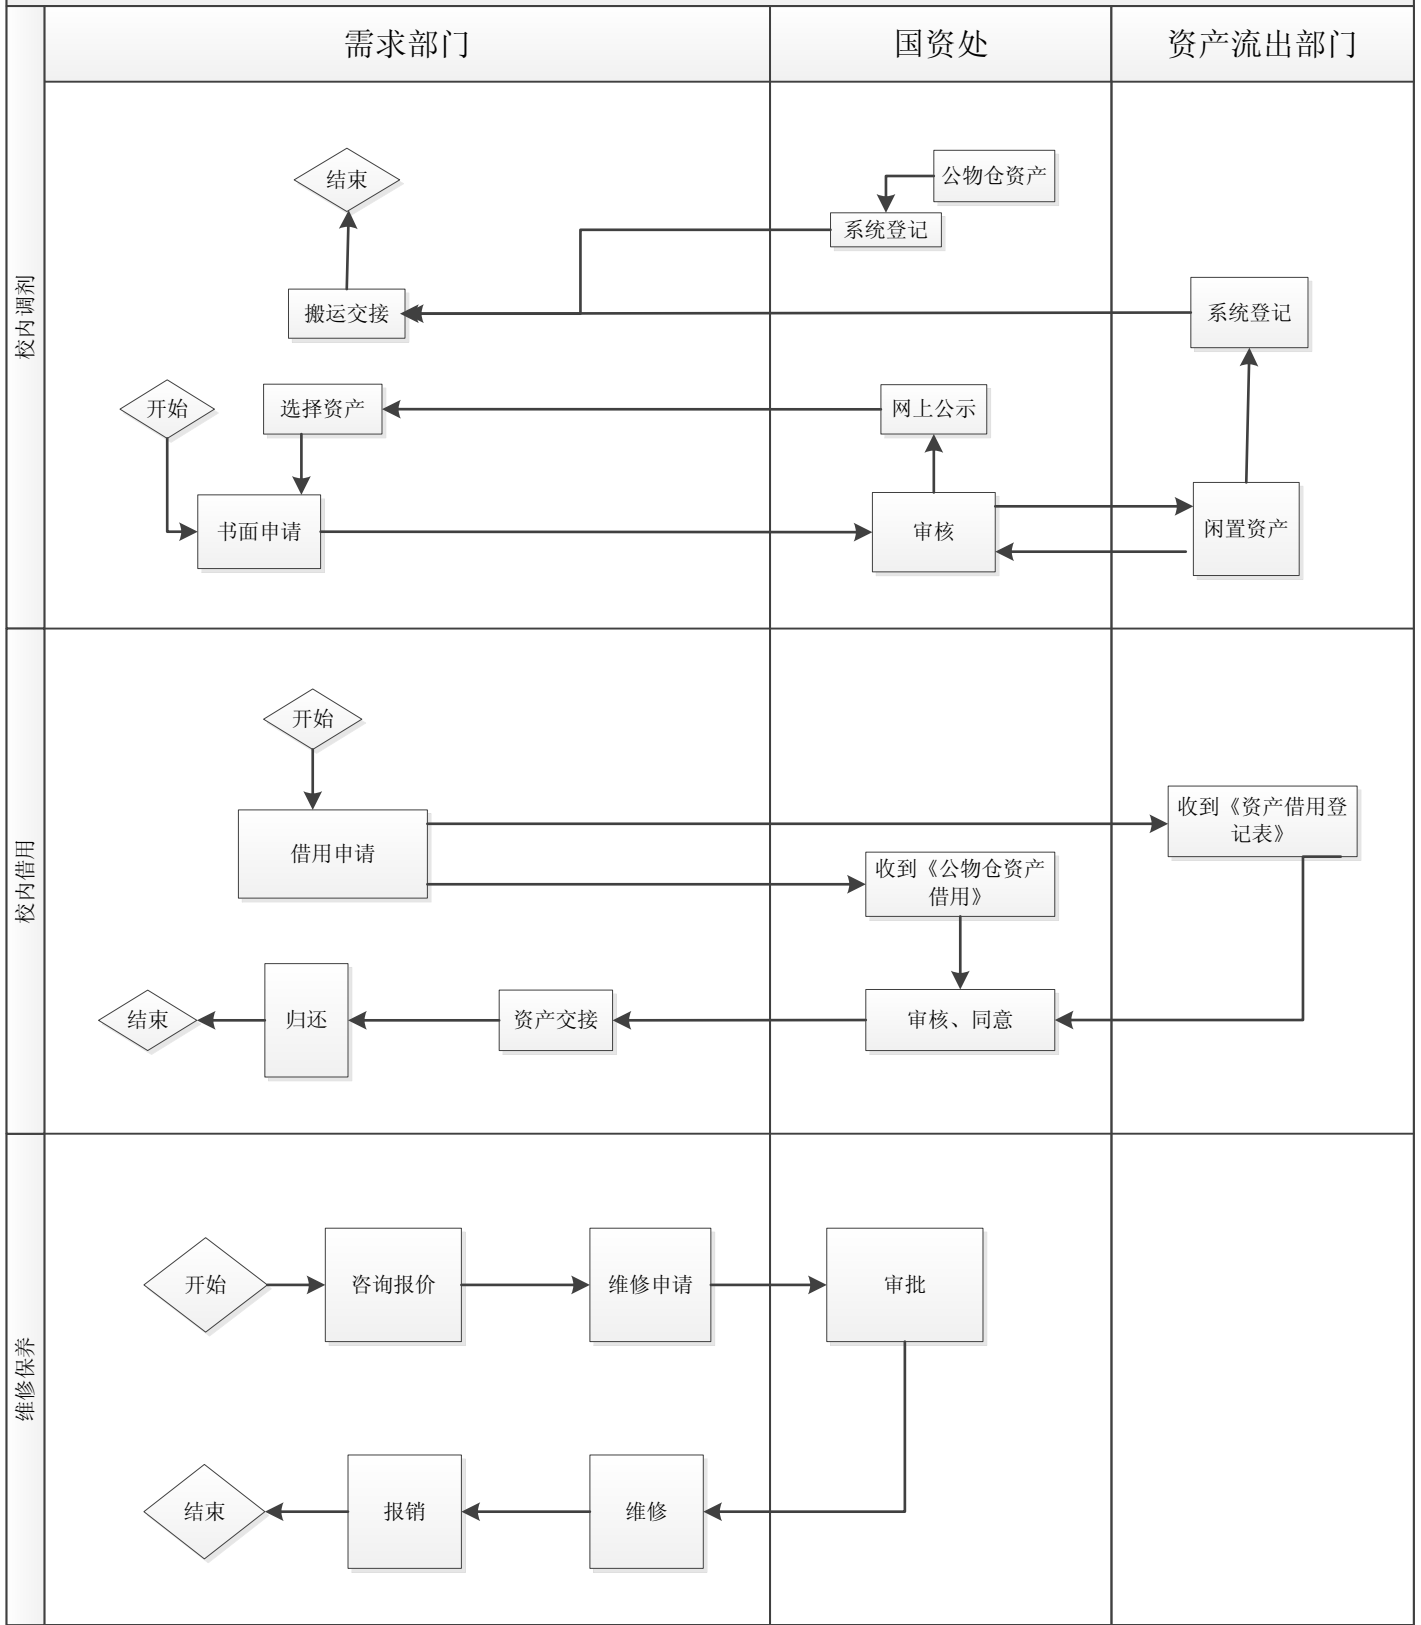 需求部门
国资处
资产流出部门
校内调剂
结束
公物仓资产
系统登记
搬运交接
系统登记
开始
选择资产
网上公示
书面申请
审核
闲置资产
校内借用
开始
借用申请
收到《资产借用登
记表》
收到《公物仓资产
借用》
结束
归还
资产交接
审核、同意
维修保养
开始
咨询报价
维修申请
审批
结束
报销
维修